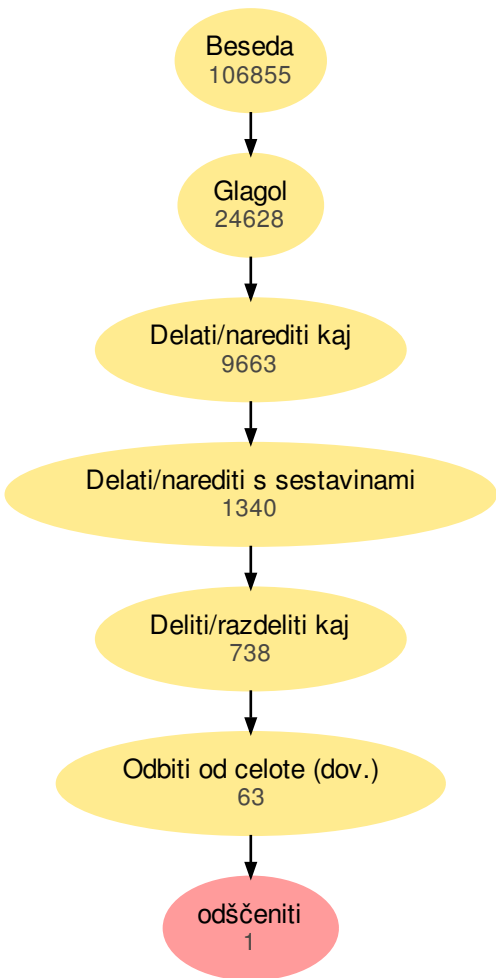 Beseda
106855
Glagol
24628
Delati/narediti kaj
9663
Delati/narediti s sestavinami
1340
Deliti/razdeliti kaj
738
Odbiti od celote (dov.)
63
odščeniti
1